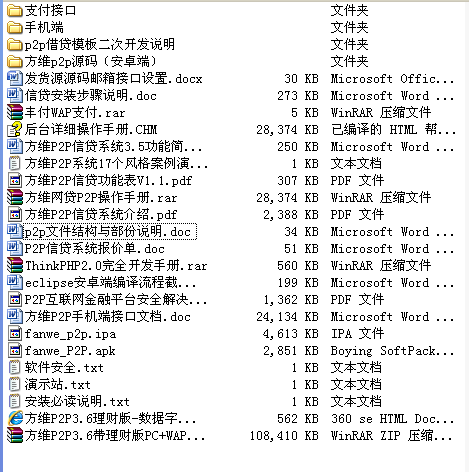 支付接口 文件夹
手机端 文件夹
p2p借贷模板二次开发说明 文件夹
方维p2p源码（安卓端） 文件夹
发货源源码邮箱接口设置.docx 30 KB Microsoft Offic...
信贷安装步骤说明.doc 273 KB Microsoft Word ...
丰付WAP支付.rar 5 KB WinRAR 压缩文件
后台详细操作手册.CHM 28,374 KB 已编译的 HTML 帮...
方维P2P信贷系统3.5功能简... 250 KB Microsoft Word ...
方维P2P系统17个风格案例演... 1 KB 文本文档
方维P2P信贷功能表V1.1.pdf 307 KB PDF 文件
方维网贷P2P操作手册.rar 28,374 KB WinRAR 压缩文件
方维P2P信贷系统介绍.pdf 2,388 KB PDF 文件
p2p文件结构与部份说明.doc 34 KB Microsoft Word ...
P2P信贷系统报价单.doc 51 KB Microsoft Word ...
ThinkPHP2.0完全开发手册.rar 560 KB WinRAR 压缩文件
eclipse安卓端编译流程截... 199 KB Microsoft Word ...
P2P互联网金融平台安全解决... 1,362 KB PDF 文件
方维P2P手机端接口文档.doc 24,134 KB Microsoft Word ...
fanwe_p2p.ipa 4,613 KB IPA 文件
fanwe_P2P.apk 2,851 KB Boying SoftPack...
软件安全.txt 1 KB 文本文档
演示站.txt 1 KB 文本文档
安装必读说明.txt 1 KB 文本文档
方维P2P3.6理财版-数据字... 562 KB 360 se HTML Doc...
方维P2P3.6带理财版PC+WAP... 108,410 KB WinRAR ZIP 压缩...